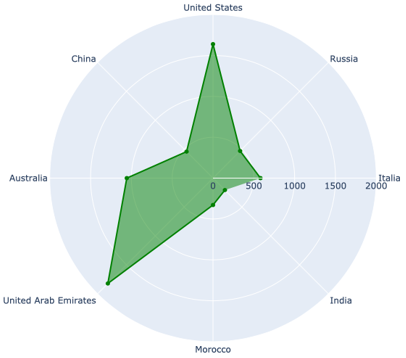 United States
China
Russia
Australia
Italia
0
500
1000
1500
2000
United Arab Emirates
India
Morocco